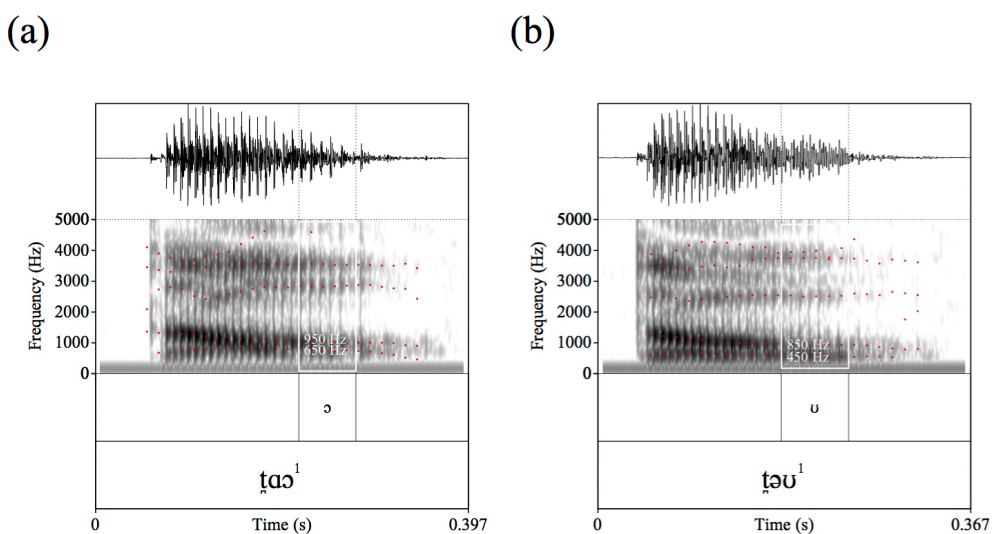 (a)
5000
4000
3000
2000
1000
0
Frequency (Hz)
950 Hz
650 Hz
ɔ
t̪ɑɔ¹
0
Time (s)
0.397
(b)
5000
4000
3000
2000
1000
0
Frequency (Hz)
850 Hz
450 Hz
ʊ
t̪əʊ¹
0
Time (s)
0.367